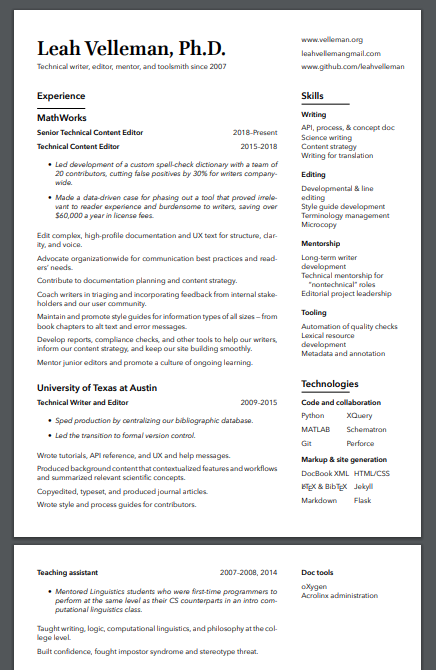 Leah Velleman, Ph.D.
Technical writer, editor, mentor, and toolsmith since 2007
www.velleman.org
leahvellemangmail.com
www.github.com/leahvelleman
Experience
MathWorks
Senior Technical Content Editor 2018-Present
Technical Content Editor 2015-2018
• Led development of a custom spell-check dictionary with a team of
20 contributors, cutting false positives by 30% for writers company-
wide.
• Made a data-driven case for phasing out a tool that proved irrele-
vant to reader experience and burdensome to writers, saving over
$60,000 a year in license fees.
Edit complex, high-profile documentation and UX text for structure, clar-
ity, and voice.
Advocate organizationwide for communication best practices and read-
ers' needs.
Contribute to documentation planning and content strategy.
Coach writers in triaging and incorporating feedback from internal stake-
holders and our user community.
Maintain and promote style guides for information types of all sizes – from
book chapters to alt text and error messages.
Develop reports, compliance checks, and other tools to help our writers,
inform our content strategy, and keep our site building smoothly.
Mentor junior editors and promote a culture of ongoing learning.
University of Texas at Austin
Technical Writer and Editor 2009-2015
• Sped production by centralizing our bibliographic database.
• Led the transition to formal version control.
Wrote tutorials, API reference, and UX and help messages.
Produced background content that contextualized features and workflows
and summarized relevant scientific concepts.
Copyedited, typeset, and produced journal articles.
Wrote style and process guides for contributors.
Skills
Writing
API, process, & concept doc
Science writing
Content strategy
Writing for translation
Editing
Developmental & line
editing
Style guide development
Terminology management
Microcopy
Mentorship
Long-term writer
development
Technical mentorship for
"nontechnical" roles
Editorial project leadership
Tooling
Automation of quality checks
Lexical resource
development
Metadata and annotation
Technologies
Code and collaboration
Python XQuery
MATLAB Schematron
Git Perforce
Markup & site generation
DocBook XML HTML/CSS
LaTeX & BibTeX Jekyll
Markdown Flask
Teaching assistant 2007-2008, 2014
• Mentored Linguistics students who were first-time programmers to
perform at the same level as their CS counterparts in an intro com-
putational linguistics class.
Taught writing, logic, computational linguistics, and philosophy at the col-
lege level.
Built confidence, fought impostor syndrome and stereotype threat.
Doc tools
oXygen
Acrolinx administration